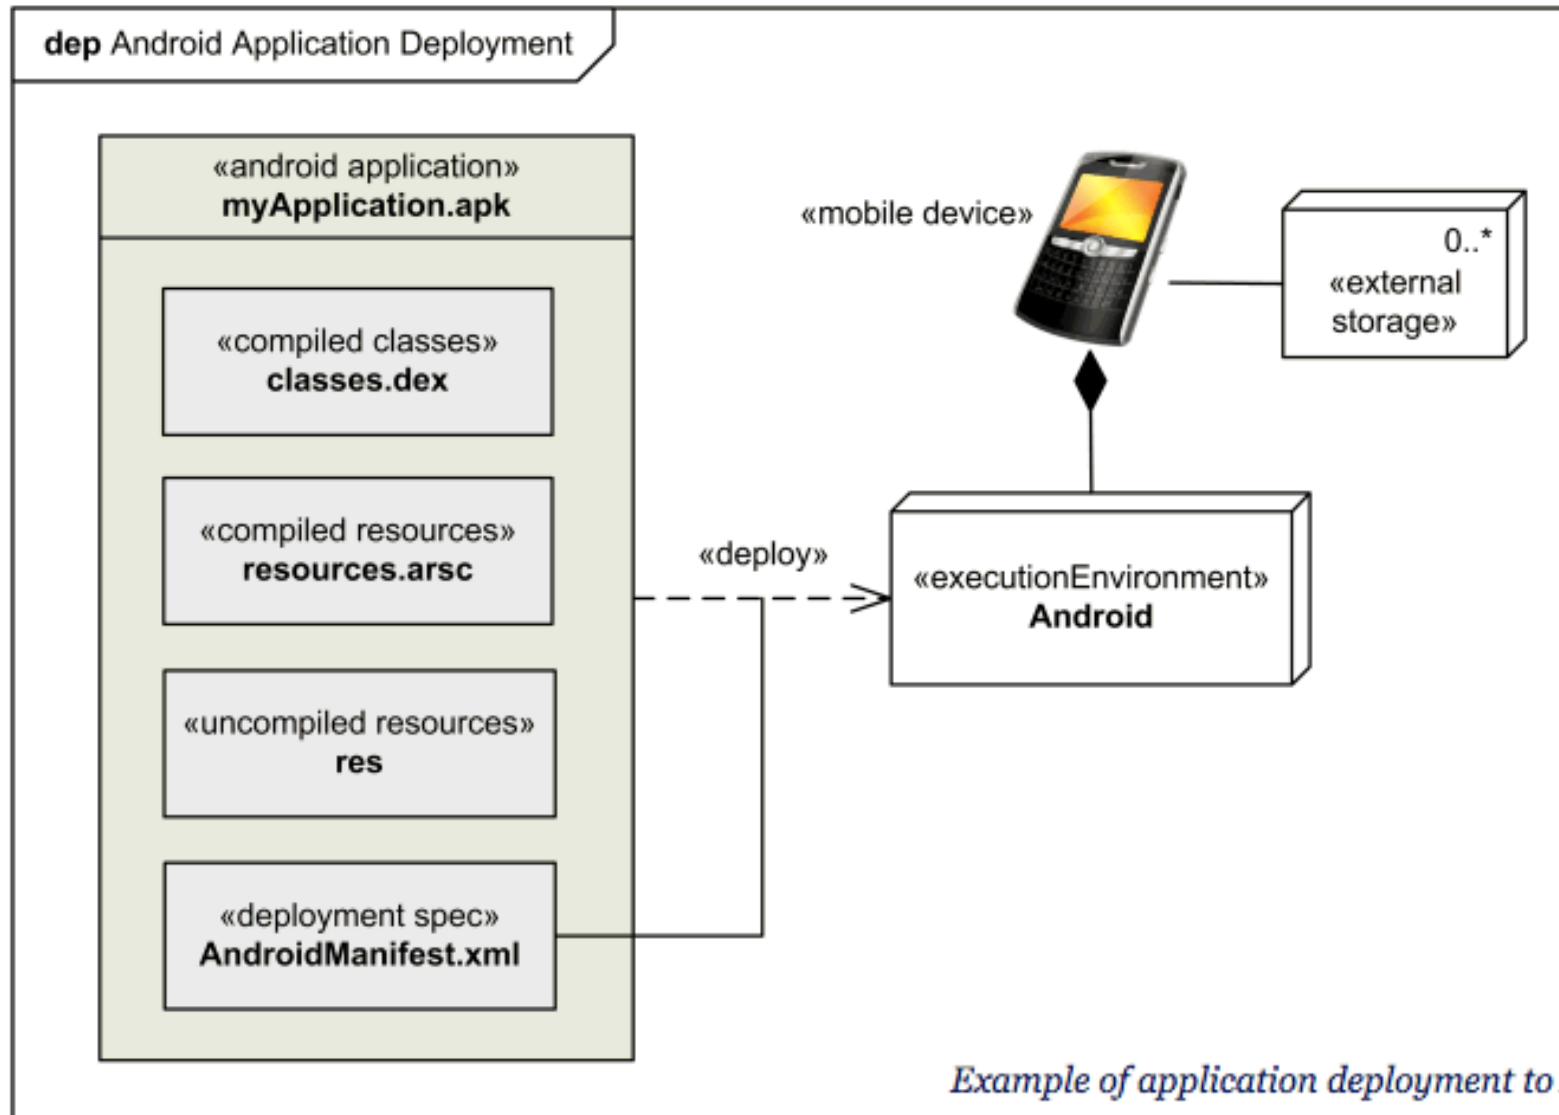 dep Android Application Deployment
«android application»
myApplication.apk
«compiled classes»
classes.dex
«compiled resources»
resources.arsc
«uncompiled resources»
res
«deployment spec»
AndroidManifest.xml
«deploy»
«mobile device»
0..*
«external
storage»
«executionEnvironment»
Android
Example of application deployment to